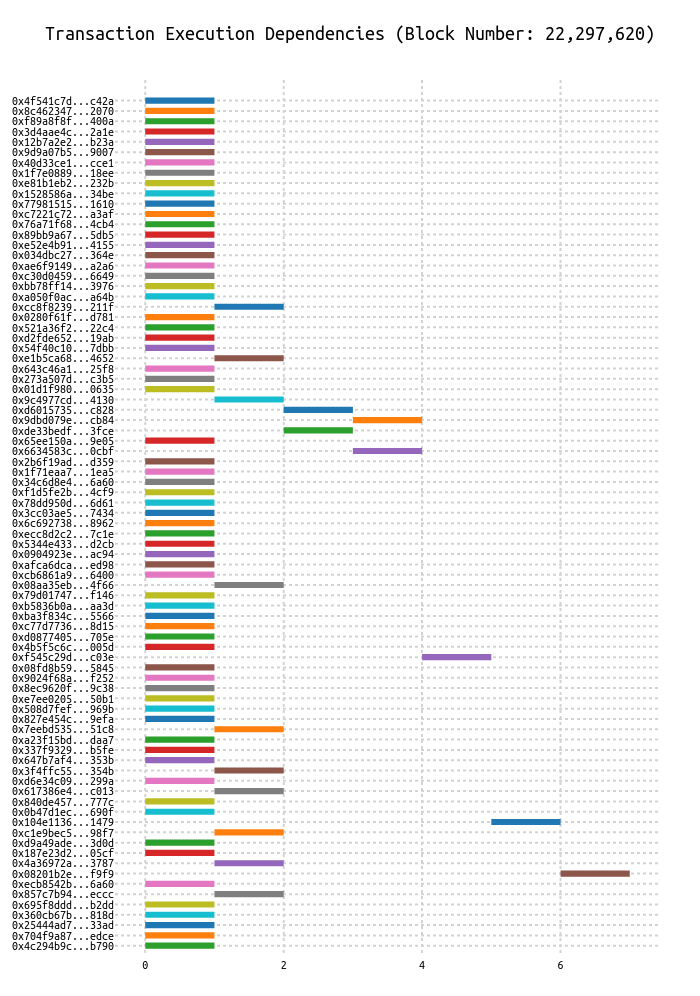 Transaction Execution Dependencies (Block Number: 22,297,620)
0x4f541c7d...c42a
0x8c462347...2070
0xf89a8f8f...400a
0x3d4aae4c...2a1e
0x12b7a2e2...b23a
0x9d9a07b5...9007
0x40d33ce1...cce1
0x1f7e0889...18ee
0xe81b1eb2...232b
0x1528586a...34be
0x77981515...1610
0xc7221c72...a3af
0x76a71f68...4cb4
0x89bb9a67...5db5
0xe52e4b91...4155
0x034dbc27...364e
0xae6f9149...a2a6
0xc30d0459...6649
0xbb78ff14...3976
0xa050f0ac...a64b
0xcc8f8239...211f
0x0280f61f...d781
0x521a36f2...22c4
0xd2fde652...19ab
0x54f40c10...7dbb
0xe1b5ca68...4652
0x643c46a1...25f8
0x273a507d...c3b5
0x01d1f980...0635
0x9c4977cd...4130
0xd6015735...c828
0x9dbd079e...cb84
0xde33bedf...3fce
0x65ee150a...9e05
0x6634583c...0cbf
0x2b6f19ad...d359
0x1f71eaa7...1ea5
0x34c6d8e4...6a60
0xf1d5fe2b...4cf9
0x78dd950d...6d61
0x3cc03ae5...7434
0x6c692738...8962
0xecc8d2c2...7c1e
0x5344e433...d2cb
0x0904923e...ac94
0xafca6dca...ed98
0xcb6861a9...6400
0x08aa35eb...4f66
0x79d01747...f146
0xb5836b0a...aa3d
0xba3f834c...5566
0xc77d7736...8d15
0xd0877405...705e
0x4b5f5c6c...005d
0xf545c29d...c03e
0x08fd8b59...5845
0x9024f68a...f252
0x8ec9620f...9c38
0xe7ee0205...50b1
0x508d7fef...969b
0x827e454c...9efa
0x7eebd535...51c8
0xa23f15bd...daa7
0x337f9329...b5fe
0x647b7af4...353b
0x3f4ffc55...354b
0xd6e34c09...299a
0x617386e4...c013
0x840de457...777c
0x0b47d1ec...690f
0x104e1136...1479
0xc1e9bec5...98f7
0xd9a49ade...3d0d
0x187e23d2...05cf
0x4a36972a...3787
0x08201b2e...f9f9
0xecb8542b...6a60
0x857c7b94...eccc
0x695f8ddd...b2dd
0x360cb67b...818d
0x25444ad7...33ad
0x704f9a87...edce
0x4c294b9c...b790
0 2 4 6